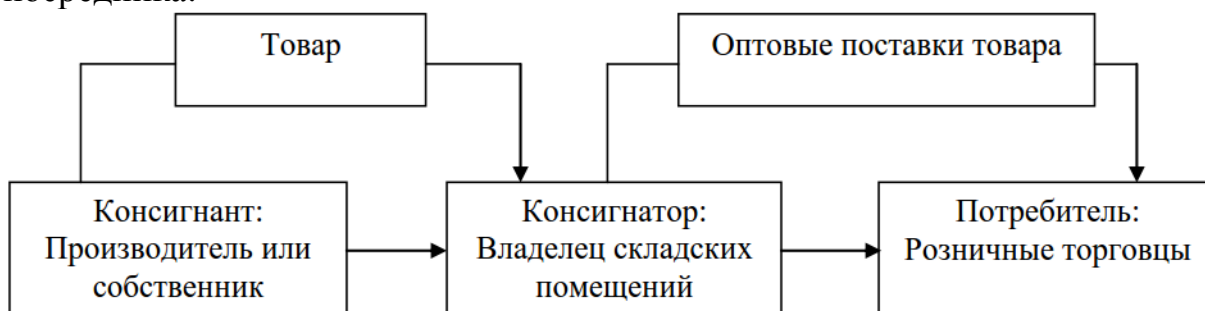 Товар
Оптовые поставки товара
Консигнант:
Производитель или
собственник
Консигнатор:
Владелец складских
помещений
Потребитель:
Розничные торговцы